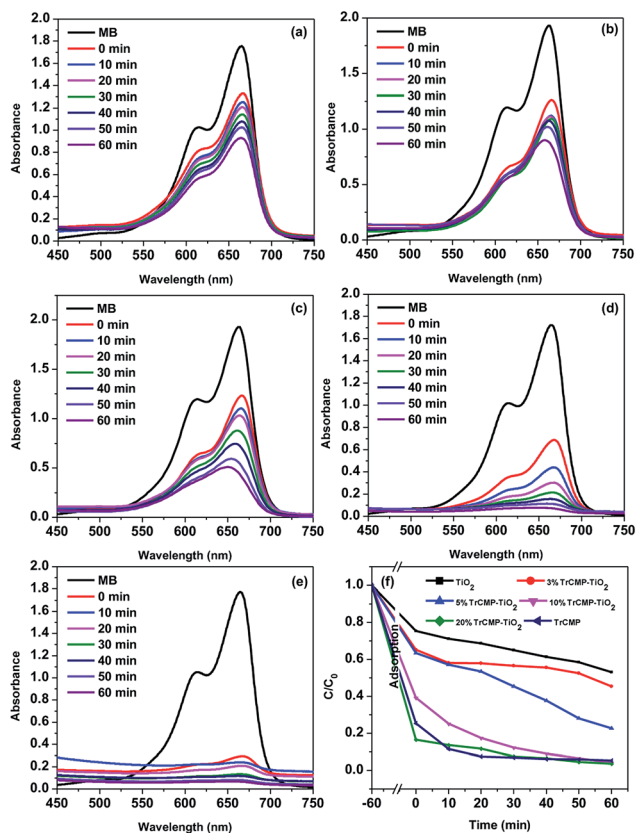 (a)
MB
0 min
10 min
20 min
30 min
40 min
50 min
60 min
2.0
1.8
1.6
1.4
1.2
1.0
0.8
0.6
0.4
0.2
0.0
Absorbance
450 500 550 600 650 700 750
Wavelength (nm)
(b)
MB
0 min
10 min
20 min
30 min
40 min
50 min
60 min
2.0
1.5
1.0
0.5
0.0
Absorbance
450 500 550 600 650 700 750
Wavelength (nm)
(c)
MB
0 min
10 min
20 min
30 min
40 min
50 min
60 min
2.0
1.5
1.0
0.5
0.0
Absorbance
450 500 550 600 650 700 750
Wavelength (nm)
(d)
MB
0 min
10 min
20 min
30 min
40 min
50 min
60 min
2.0
1.8
1.6
1.4
1.2
1.0
0.8
0.6
0.4
0.2
0.0
Absorbance
450 500 550 600 650 700 750
Wavelength (nm)
(e)
MB
0 min
10 min
20 min
30 min
40 min
50 min
60 min
2.0
1.8
1.6
1.4
1.2
1.0
0.8
0.6
0.4
0.2
0.0
Absorbance
450 500 550 600 650 700 750
Wavelength (nm)
(f)
TiO2 3% TrCMP-TiO2
5% TrCMP-TiO2 10% TrCMP-TiO2
20% TrCMP-TiO2 TrCMP
1.0
0.8
0.6
0.4
0.2
0.0
C/C0
Adsorption
-60 0 10 20 30 40 50 60
Time (min)